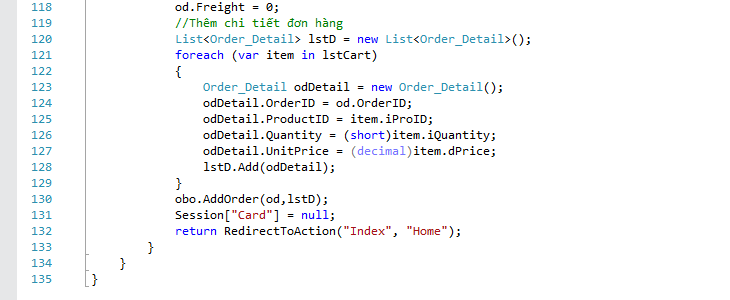 118 od.Freight = 0;
119 //Thêm chi tiết đơn hàng
120 List<Order_Detail> lstD = new List<Order_Detail>();
121 foreach (var item in lstCart)
122 {
123 Order_Detail odDetail = new Order_Detail();
124 odDetail.OrderID = od.OrderID;
125 odDetail.ProductID = item.iProID;
126 odDetail.Quantity = (short)item.iQuantity;
127 odDetail.UnitPrice = (decimal)item.dPrice;
128 lstD.Add(odDetail);
129 }
130 obo.AddOrder(od,lstD);
131 Session["Card"] = null;
132 return RedirectToAction("Index", "Home");
133 }
134 }
135 }